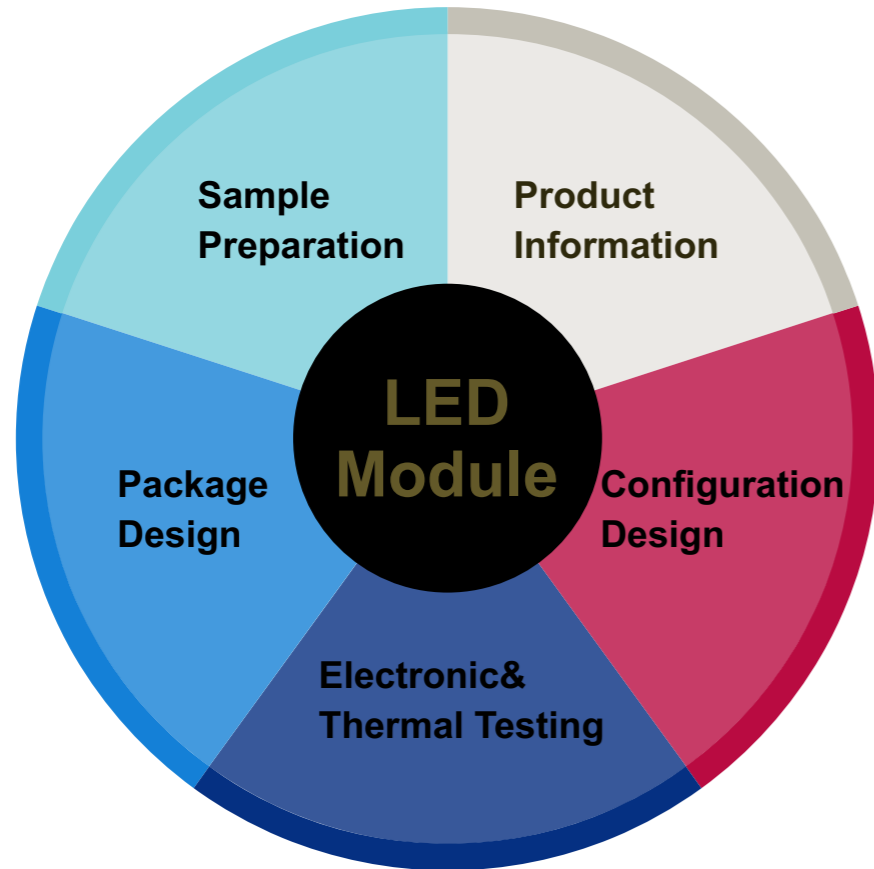 Sample
Preparation
Product
Information
LED
Module
Package
Design
Configuration
Design
Electronic&
Thermal Testing